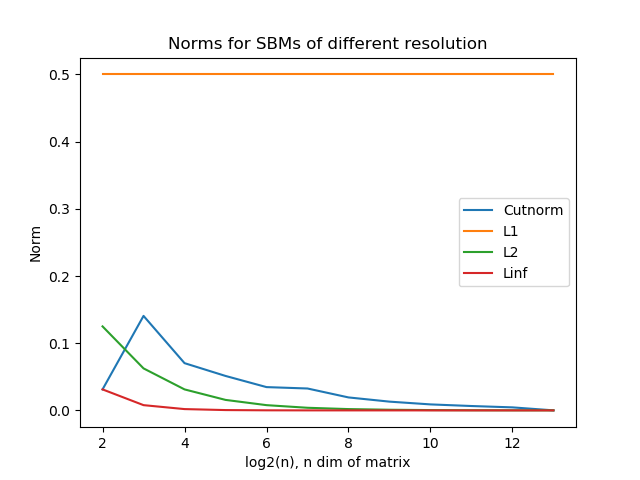 Norms for SBMs of different resolution
0.5
0.4
0.3
0.2
0.1
0.0
Norm
Cutnorm
L1
L2
Linf
2 4 6 8 10 12
log2(n), n dim of matrix